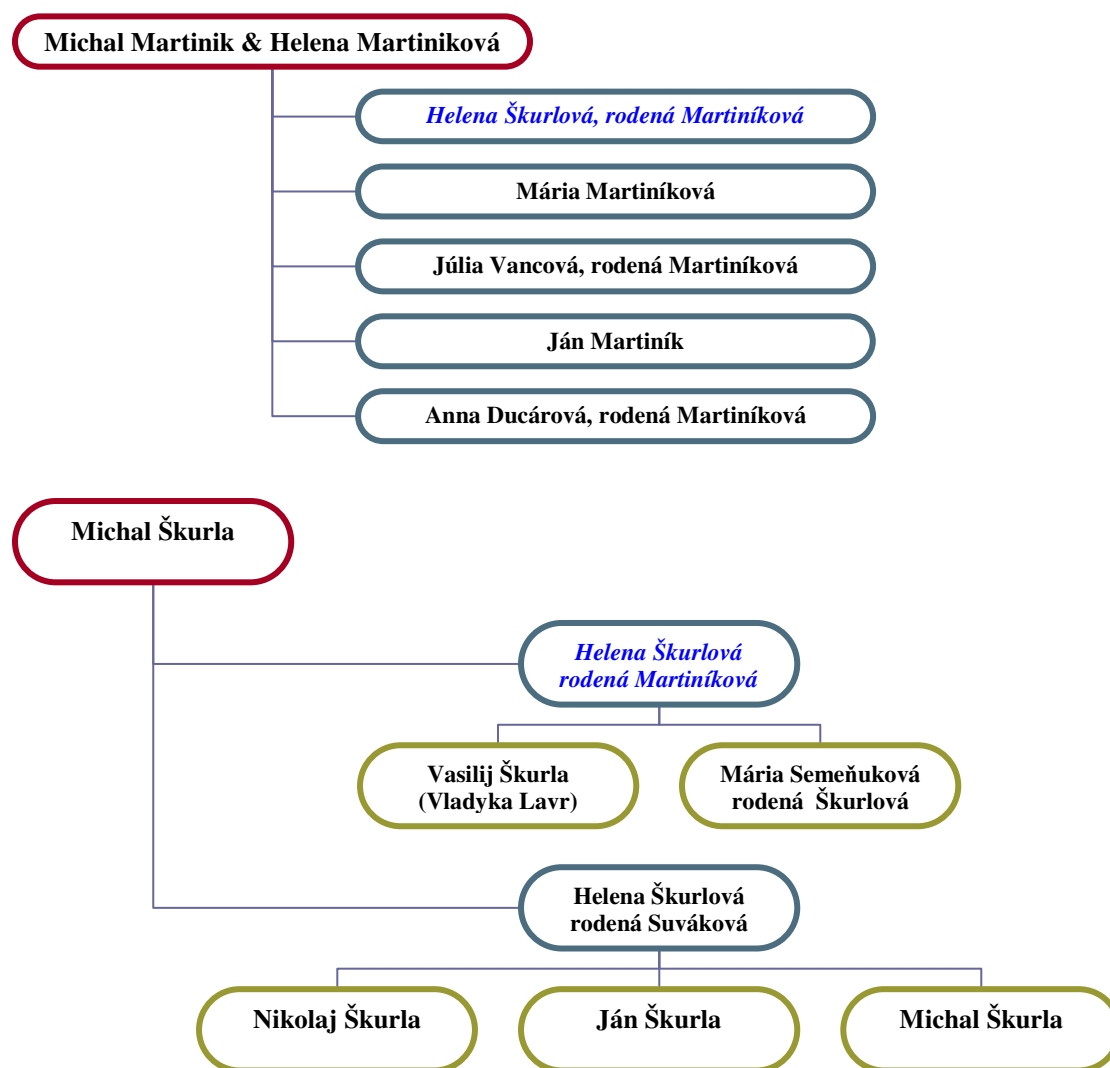 Michal Martinik & Helena Martiniková
Helena Škurlová, rodená Martiníková
Mária Martiníková
Júlia Vancová, rodená Martiníková
Ján Martiník
Anna Ducárová, rodená Martiníková
Michal Škurla
Helena Škurlová
rodená Martiníková
Vasilij Škurla
(Vladyka Lavr)
Mária Semeňuková
rodená Škurlová
Helena Škurlová
rodená Suváková
Nikolaj Škurla
Ján Škurla
Michal Škurla